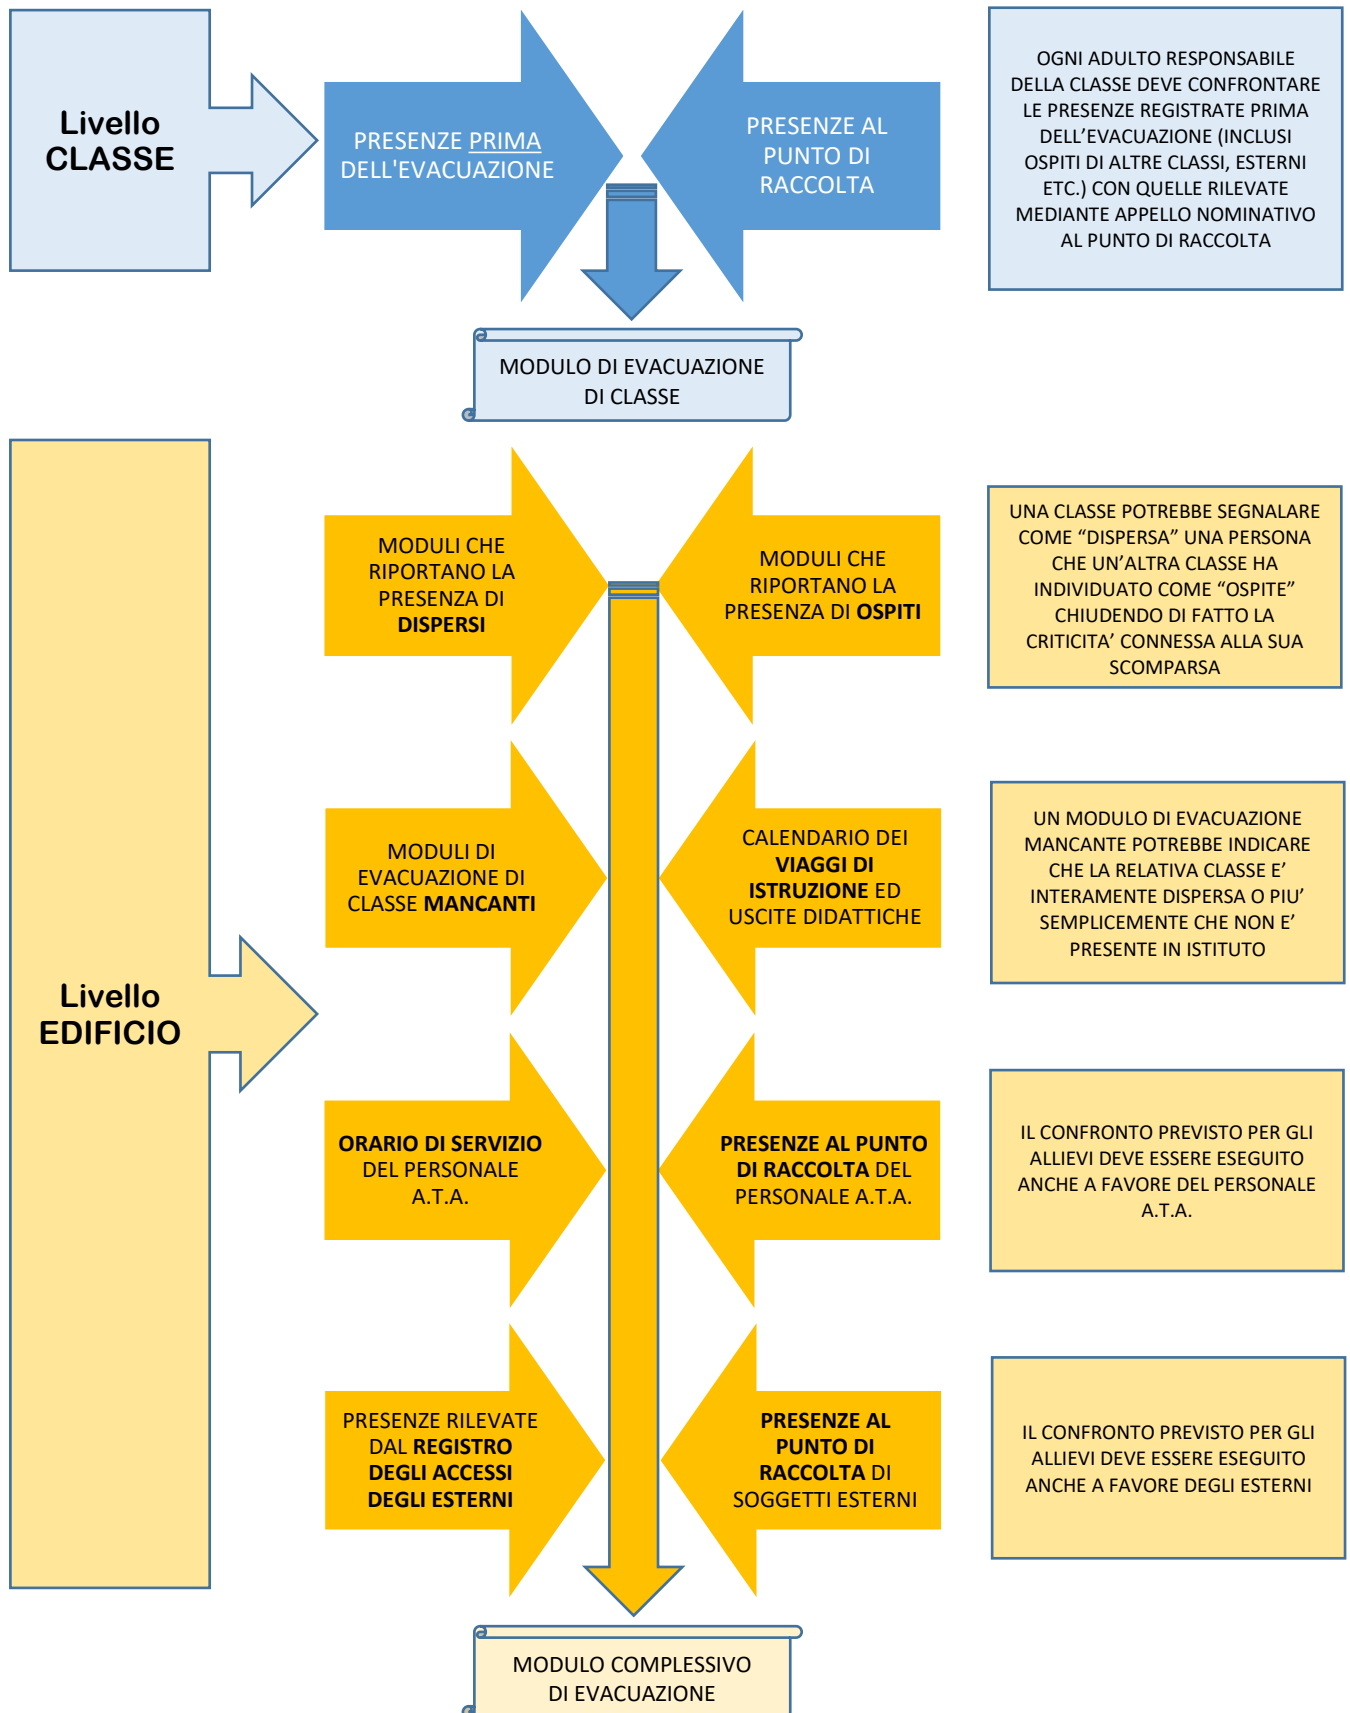 Livello
CLASSE
PRESENZE PRIMA
DELL'EVACUAZIONE
PRESENZE AL
PUNTO DI
RACCOLTA
OGNI ADULTO RESPONSABILE
DELLA CLASSE DEVE CONFRONTARE
LE PRESENZE REGISTRATE PRIMA
DELL’EVACUAZIONE (INCLUSI
OSPITI DI ALTRE CLASSI, ESTERNI
ETC.) CON QUELLE RILEVATE
MEDIANTE APPELLO NOMINATIVO
AL PUNTO DI RACCOLTA
MODULO DI EVACUAZIONE
DI CLASSE
Livello
EDIFICIO
MODULI CHE
RIPORTANO LA
PRESENZA DI
DISPERSI
MODULI CHE
RIPORTANO LA
PRESENZA DI OSPITI
UNA CLASSE POTREBBE SEGNALARE
COME “DISPERSA” UNA PERSONA
CHE UN’ALTRA CLASSE HA
INDIVIDUATO COME “OSPITE”
CHIUDENDO DI FATTO LA
CRITICITA’ CONNESSA ALLA SUA
SCOMPARSA
MODULI DI
EVACUAZIONE DI
CLASSE MANCANTI
CALENDARIO DEI
VIAGGI DI
ISTRUZIONE ED
USCITE DIDATTICHE
UN MODULO DI EVACUAZIONE
MANCANTE POTREBBE INDICARE
CHE LA RELATIVA CLASSE E’
INTERAMENTE DISPERSA O PIU’
SEMPLICEMENTE CHE NON E’
PRESENTE IN ISTITUTO
ORARIO DI SERVIZIO
DEL PERSONALE
A.T.A.
PRESENZE AL PUNTO
DI RACCOLTA DEL
PERSONALE A.T.A.
IL CONFRONTO PREVISTO PER GLI
ALLIEVI DEVE ESSERE ESEGUITO
ANCHE A FAVORE DEL PERSONALE
A.T.A.
PRESENZE RILEVATE
DAL REGISTRO
DEGLI ACCESSI
DEGLI ESTERNI
PRESENZE AL
PUNTO DI
RACCOLTA DI
SOGGETTI ESTERNI
IL CONFRONTO PREVISTO PER GLI
ALLIEVI DEVE ESSERE ESEGUITO
ANCHE A FAVORE DEGLI ESTERNI
MODULO COMPLESSIVO
DI EVACUAZIONE